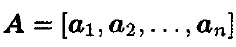 A = [a₁, a₂, ..., aₙ]